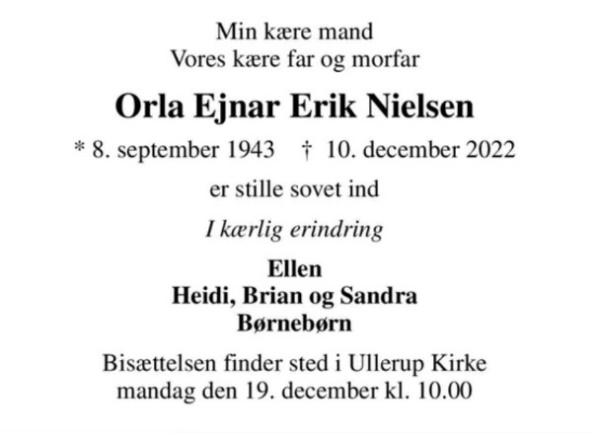 Min kære mand
Vores kære far og morfar
Orla Ejnar Erik Nielsen
* 8. september 1943 † 10. december 2022
er stille sovet ind
I kærlig erindring
Ellen
Heidi, Brian og Sandra
Børnebørn
Bisættelsen finder sted i Ullerup Kirke
mandag den 19. december kl. 10.00